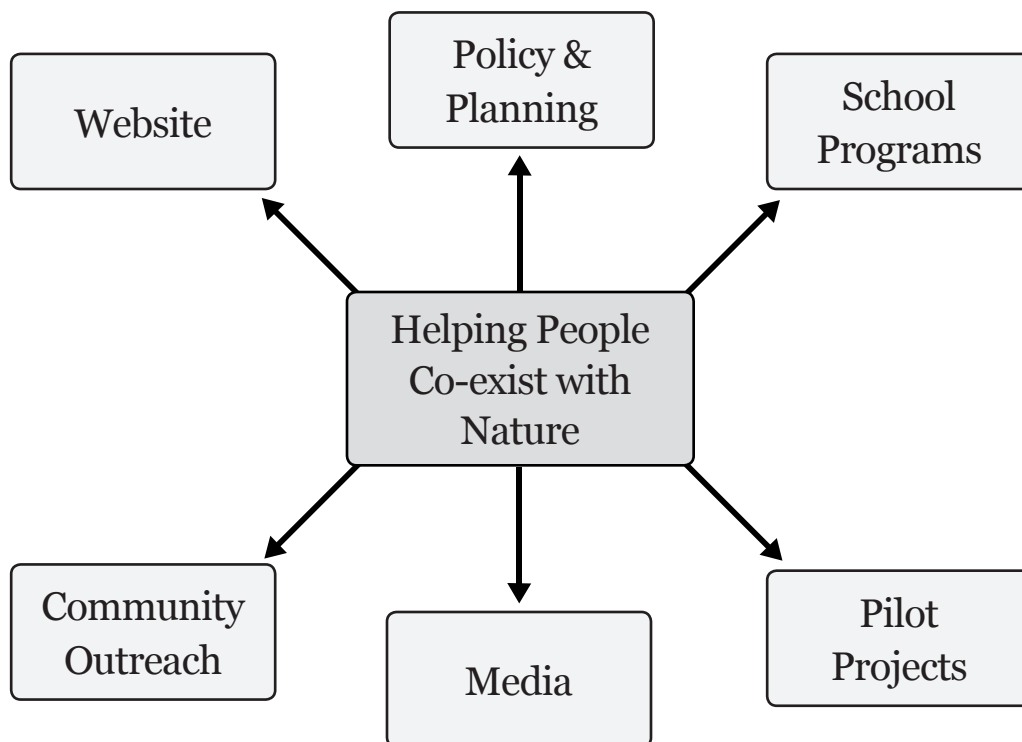 Policy &
Planning
Website
School
Programs
Helping People
Co-exist with
Nature
Community
Outreach
Media
Pilot
Projects